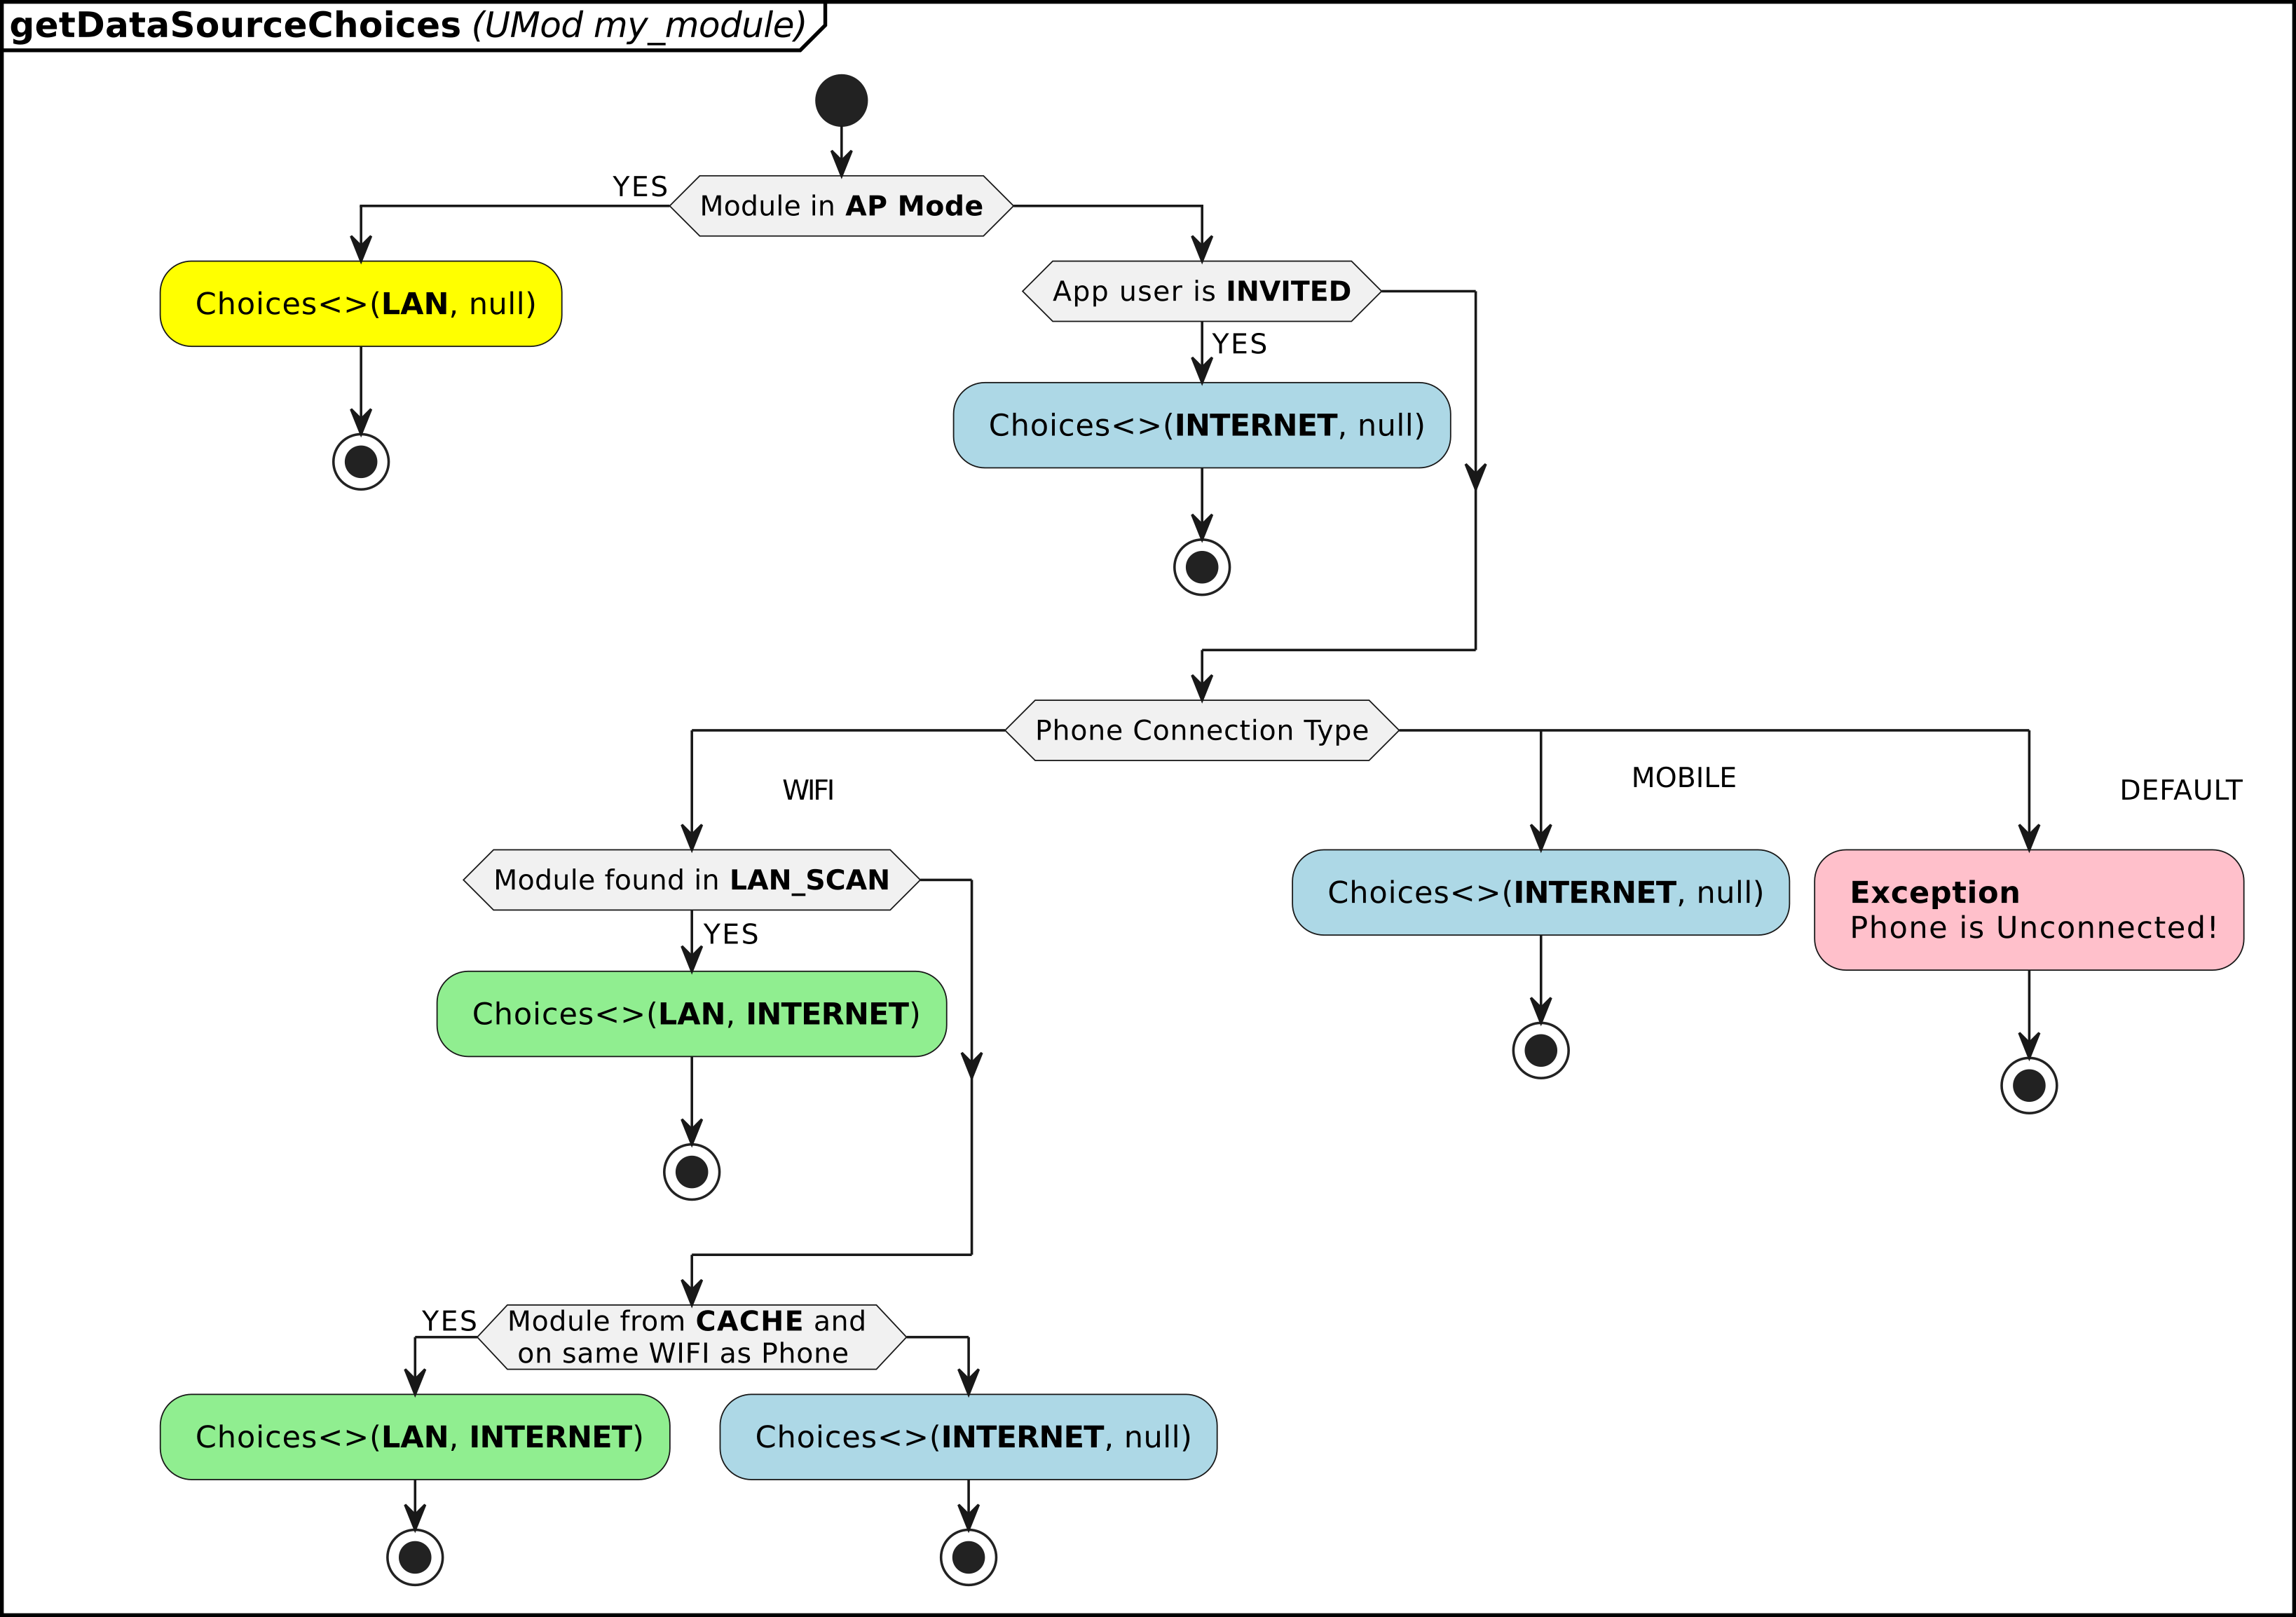 getDataSourceChoices (UMod my_module)
YES
Module in AP Mode
Choices<>(LAN, null)
App user is INVITED
YES
Choices<>(INTERNET, null)
Phone Connection Type
WIFI
MOBILE
DEFAULT
Module found in LAN_SCAN
YES
Choices<>(LAN, INTERNET)
Choices<>(INTERNET, null)
Exception
Phone is Unconnected!
YES
Module from CACHE and
on same WIFI as Phone
Choices<>(LAN, INTERNET)
Choices<>(INTERNET, null)